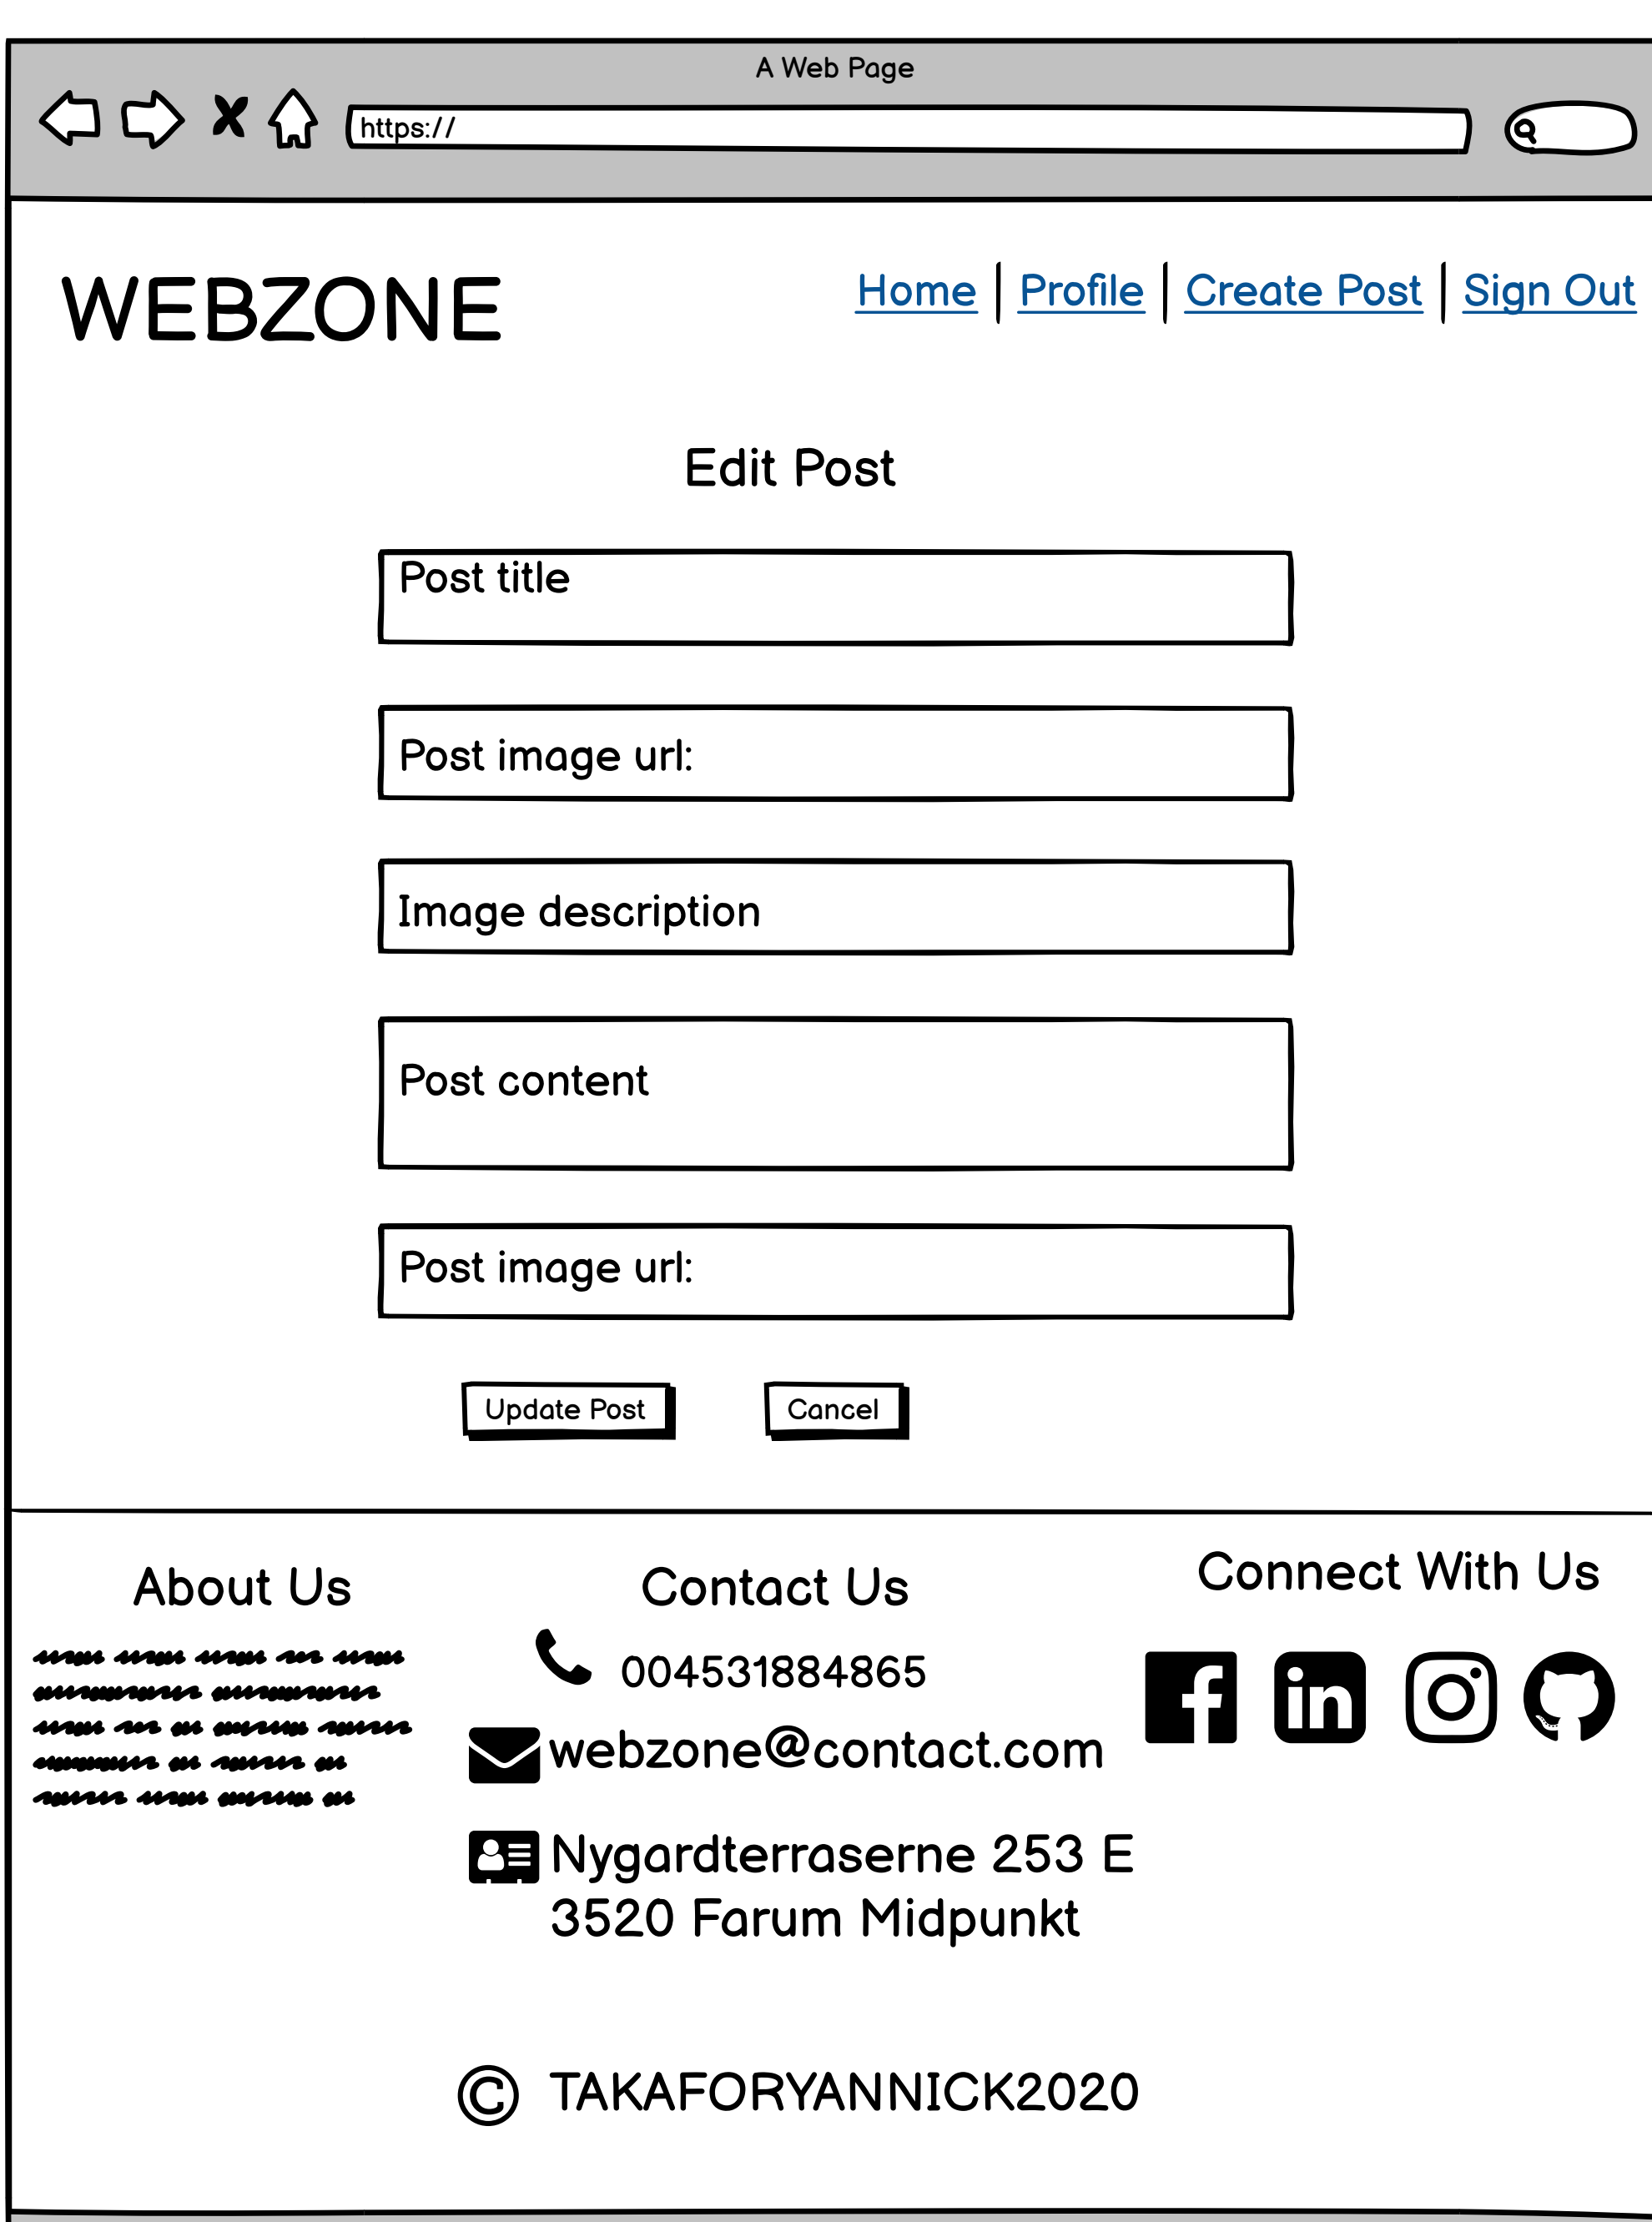 A Web Page
https://
WEBZONE
Home | Profile | Create Post | Sign Out
Edit Post
Post title
Post image url:
Image description
Post content
Post image url:
Update Post
Cancel
About Us
Contact Us
004531884865
webzone@contact.com
Nygardterraserne 253 E
3520 Farum Midpunkt
Connect With Us
f
in
© TAKAFORYANNICK2020